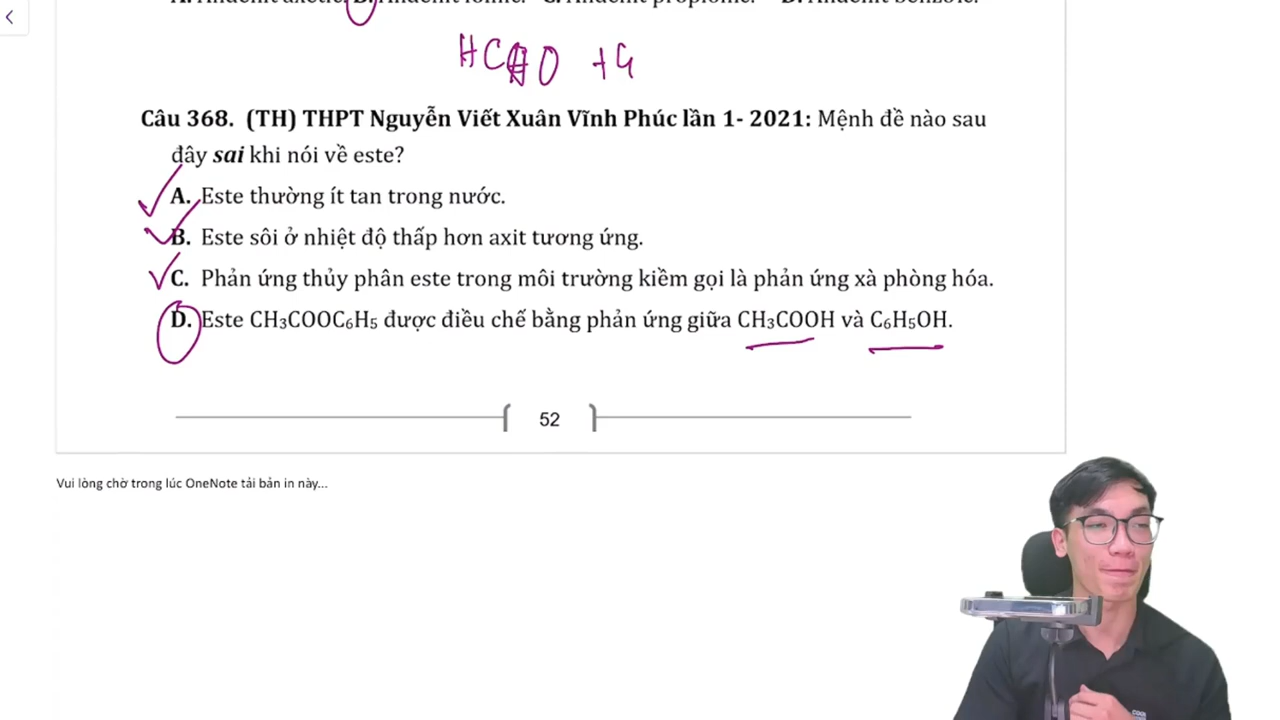 HCHO + 4
Câu 368. (TH) THPT Nguyễn Viết Xuân Vĩnh Phúc lần 1- 2021: Mệnh đề nào sau
đây sai khi nói về este?
A. Este thường ít tan trong nước.
B. Este sôi ở nhiệt độ thấp hơn axit tương ứng.
C. Phản ứng thủy phân este trong môi trường kiềm gọi là phản ứng xà phòng hóa.
D. Este CH₃COOC₆H₅ được điều chế bằng phản ứng giữa CH₃COOH và C₆H₅OH.
52
Vui lòng chờ trong lúc OneNote tải bản in này...